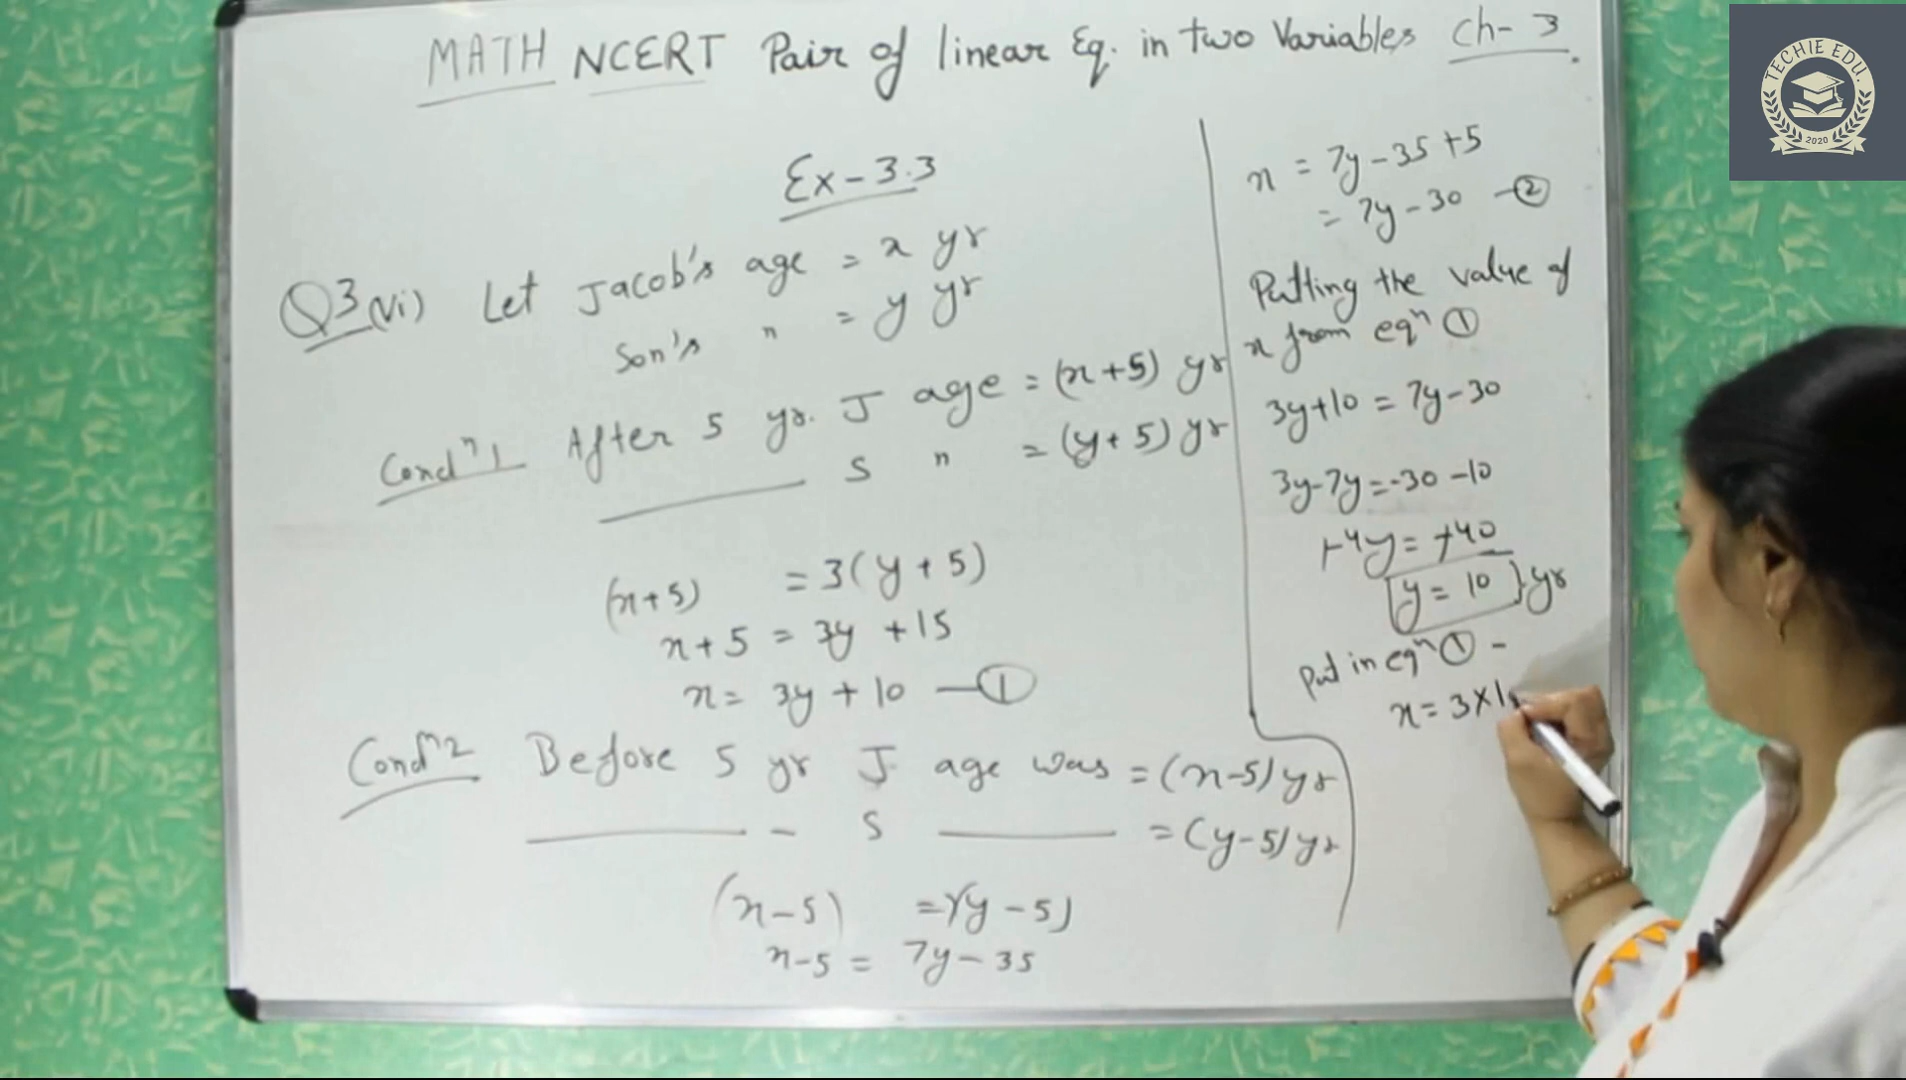 MATH NCERT Pair of linear Eq. in two Variables Ch-3.
Ex-3.3
Q3(vi) Let Jacob's age = x yr
Son's " = y yr
Condⁿ1 After 5 yr. J age = (x+5) yr
S " = (y+5) yr
(x+5) = 3(y+5)
x+5 = 3y +15
x = 3y + 10 — ①
Condⁿ2 Before 5 yr J age was = (x-5) yr
S = (y-5) yr
(x-5) = 7(y-5)
x-5 = 7y-35
x = 7y-35+5
= 7y-30 -②
Putting the value of
x from eqⁿ ①
3y+10 = 7y-30
3y-7y = -30-10
+4y = +40
y = 10 yr
Put in eqⁿ ① -
x = 3×1
TECHIE EDU.
2020